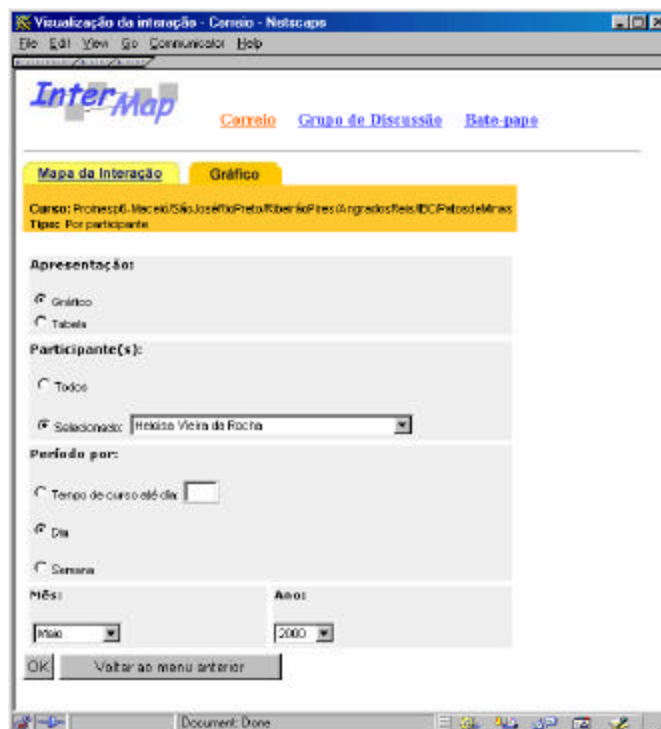 Visualização da interação - Correio - Netscape
File Edit View Go Communicator Help
InterMap
Correio Grupo de Discussão Bate-papo
Mapa da Interação Gráfico
Curso: Proinesp6-Maceió/SãoJoséRioPreto/RibeirãoPires/AngradosReis/IBC/PatosdeMinas
Tipo: Por participante
Apresentação:
Gráfico
Tabela
Participante(s):
Todos
Selecionado: Heloisa Vieira da Rocha
Período por:
Tempo de curso até dia:
Dia
Semana
Mês: Ano:
Maio 2000
OK Voltar ao menu anterior
Document: Done